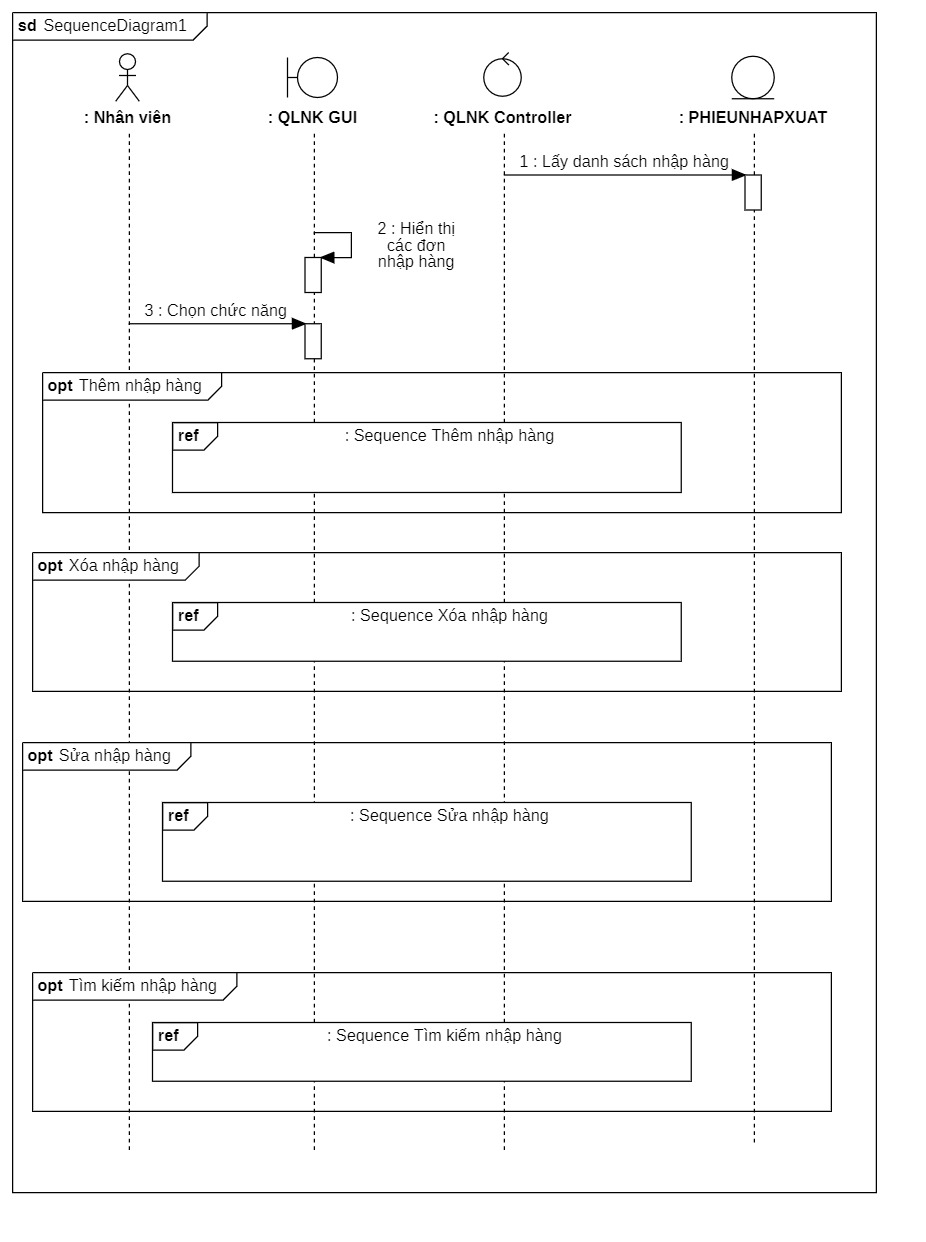 sd SequenceDiagram1
: Nhân viên
: QLNK GUI
: QLNK Controller
: PHIEUNHAPXUAT
1 : Lấy danh sách nhập hàng
2 : Hiển thị
các đơn
nhập hàng
3 : Chọn chức năng
opt Thêm nhập hàng
ref : Sequence Thêm nhập hàng
opt Xóa nhập hàng
ref : Sequence Xóa nhập hàng
opt Sửa nhập hàng
ref : Sequence Sửa nhập hàng
opt Tìm kiếm nhập hàng
ref : Sequence Tìm kiếm nhập hàng